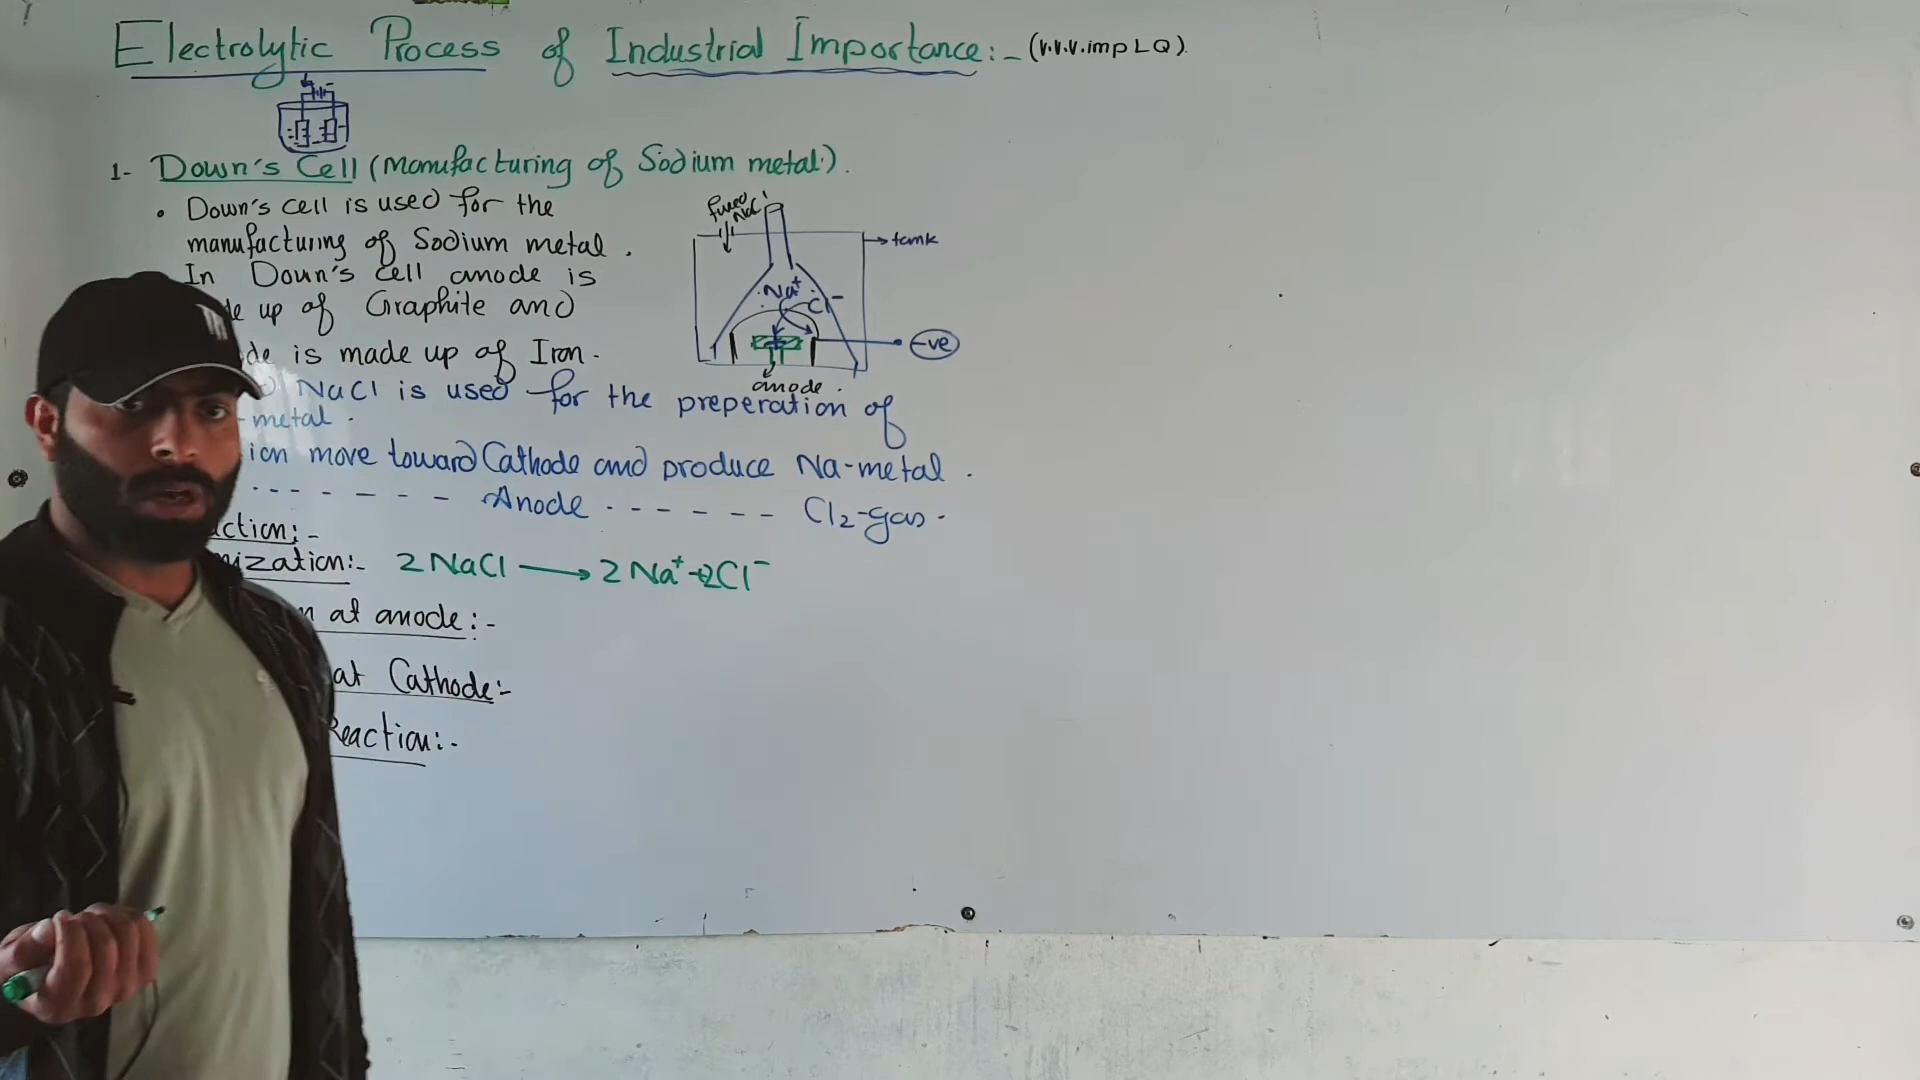 Electrolytic Process of Industrial Importance:- (v.v.v.imp LQ)
1- Down's Cell (Manufacturing of Sodium metal).
• Down's cell is used for the
manufacturing of Sodium metal.
In Doun's cell anode is
up of Graphite and
is made up of Iron.
NaCl is used for the preperation of
-metal.
ion move toward Cathode and produce Na-metal.
------- Anode ------ Cl2-gas.
2NaCl → 2Na⁺+2Cl⁻
at anode:-
at Cathode:-
Reaction:-
fused
NaCl
tank
Na⁺
Cl⁻
-ve
anode.